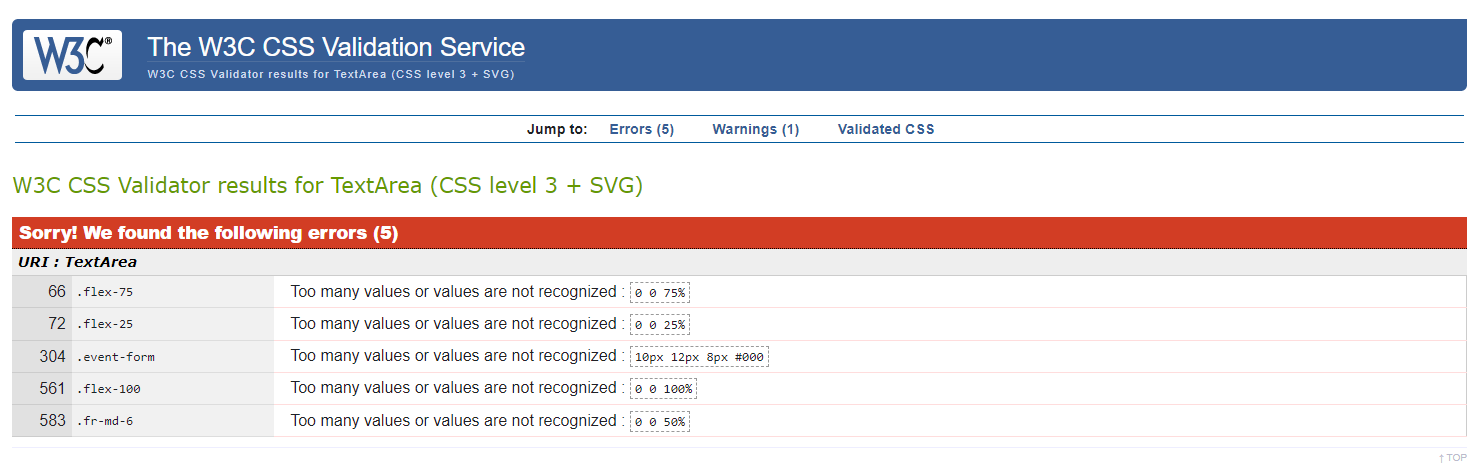 W3C® The W3C CSS Validation Service
W3C CSS Validator results for TextArea (CSS level 3 + SVG)
Jump to: Errors (5) Warnings (1) Validated CSS
W3C CSS Validator results for TextArea (CSS level 3 + SVG)
Sorry! We found the following errors (5)
URI : TextArea
66 .flex-75 Too many values or values are not recognized : 0 0 75%
72 .flex-25 Too many values or values are not recognized : 0 0 25%
304 .event-form Too many values or values are not recognized : 10px 12px 8px #000
561 .flex-100 Too many values or values are not recognized : 0 0 100%
583 .fr-md-6 Too many values or values are not recognized : 0 0 50%
↑ TOP